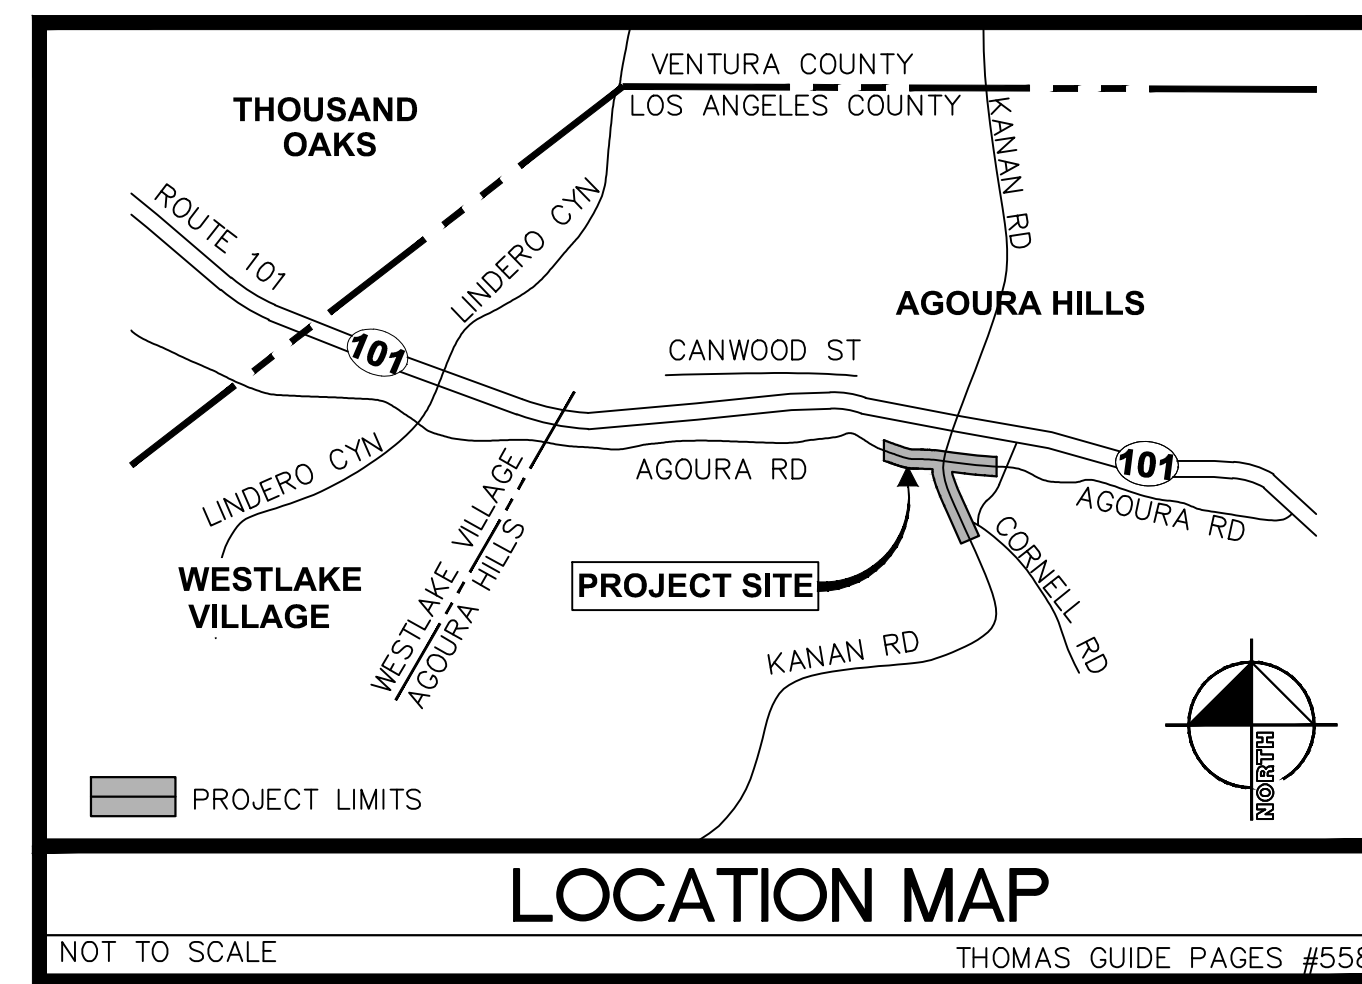 VENTURA COUNTY
LOS ANGELES COUNTY
THOUSAND
OAKS
KANAN RD
ROUTE 101
LINDERO CYN
AGOURA HILLS
CANWOOD ST
101
LINDERO CYN
AGOURA RD
101
AGOURA RD
WESTLAKE VILLAGE
AGOURA HILLS
CORNELL RD
WESTLAKE
VILLAGE
PROJECT SITE
KANAN RD
NORTH
PROJECT LIMITS
LOCATION MAP
NOT TO SCALE
THOMAS GUIDE PAGES #558